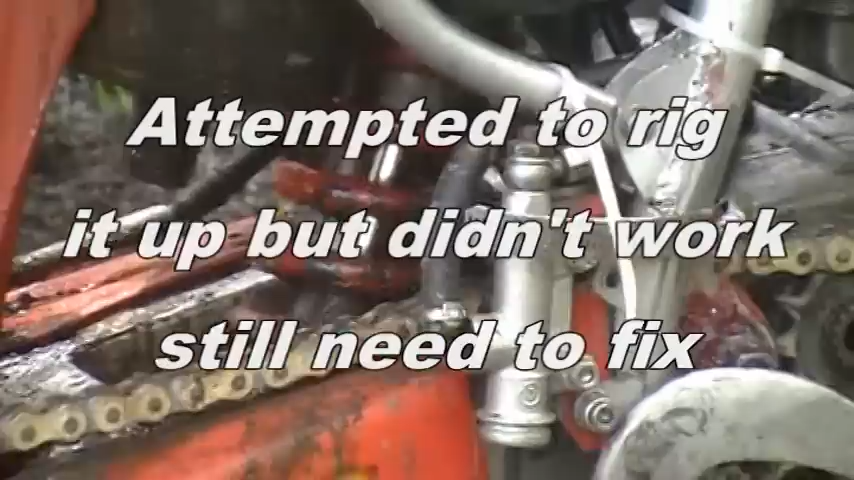 Attempted to rig
it up but didn't work
still need to fix